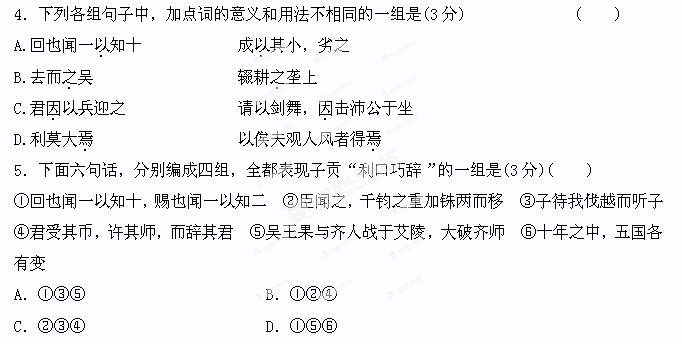 4．下列各组句子中，加点词的意义和用法不相同的一组是(3分)　　　　　　(　　)
A.回也闻一以知十　　　　　成以其小，劣之
B.去而之吴　　　　　　　　辍耕之垄上
C.君因以兵迎之　　　　　　请以剑舞，因击沛公于坐
D.利莫大焉　　　　　　　　以俟夫观人风者得焉
5．下面六句话，分别编成四组，全都表现子贡“利口巧辞”的一组是(3分)(　　)
①回也闻一以知十，赐也闻一以知二　②臣闻之，千钧之重加铢两而移　③子待我伐越而听子
④君受其币，许其师，而辞其君　⑤吴王果与齐人战于艾陵，大破齐师　⑥十年之中，五国各
有变
A．①③⑤　　　　　　　　　B．①②④
C．②③④　　　　　　　　　D．①⑤⑥